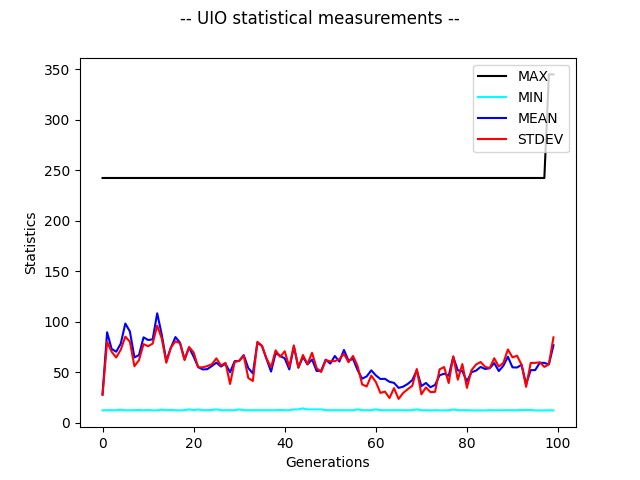 -- UIO statistical measurements --
350
300
250
200
150
100
50
0
Statistics
MAX
MIN
MEAN
STDEV
0
20
40
60
80
100
Generations